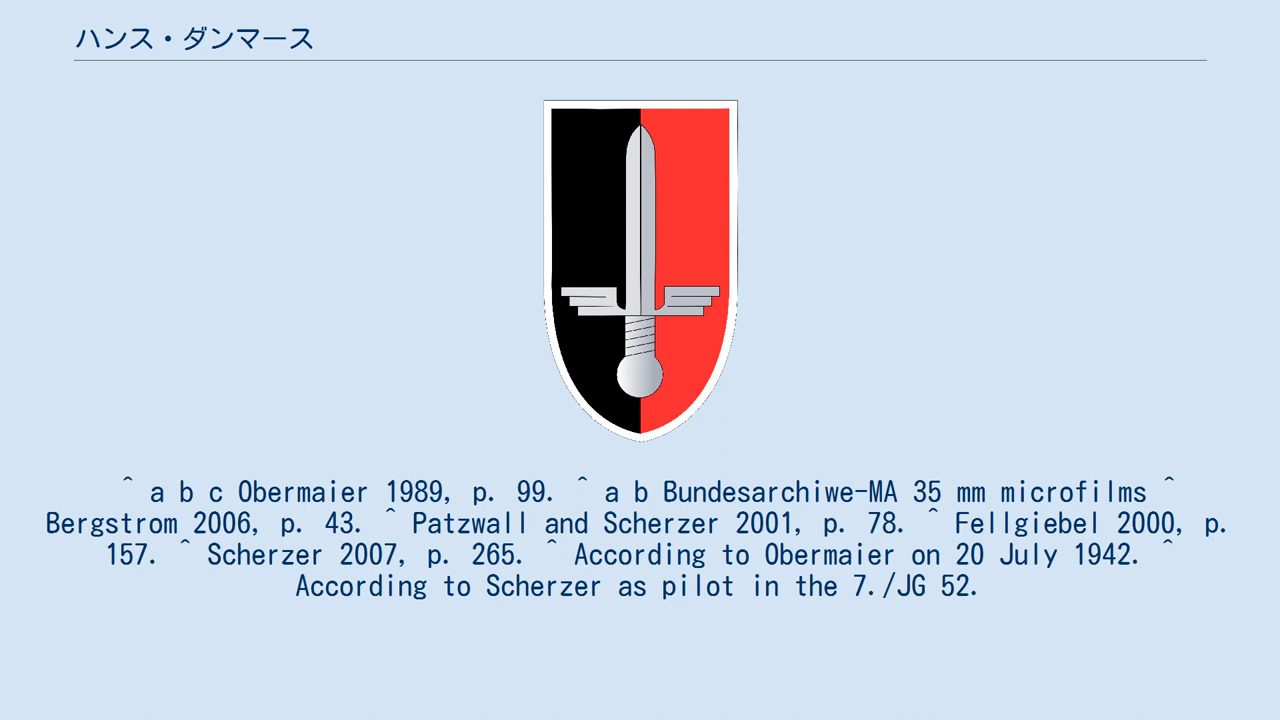 ハンス・ダンマース
^ a b c Obermaier 1989, p. 99. ^ a b Bundesarchiwe-MA 35 mm microfilms ^
Bergstrom 2006, p. 43. ^ Patzwall and Scherzer 2001, p. 78. ^ Fellgiebel 2000, p.
157. ^ Scherzer 2007, p. 265. ^ According to Obermaier on 20 July 1942. ^
According to Scherzer as pilot in the 7./JG 52.